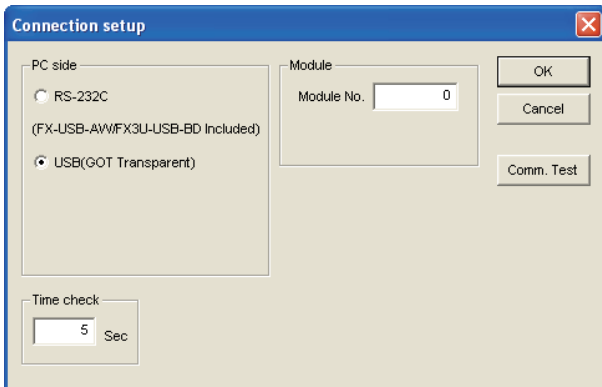 Connection setup
PC side
RS-232C
(FX-USB-AW/FX3U-USB-BD Included)
USB(GOT Transparent)
Module
Module No. 0
OK
Cancel
Comm. Test
Time check
5 Sec